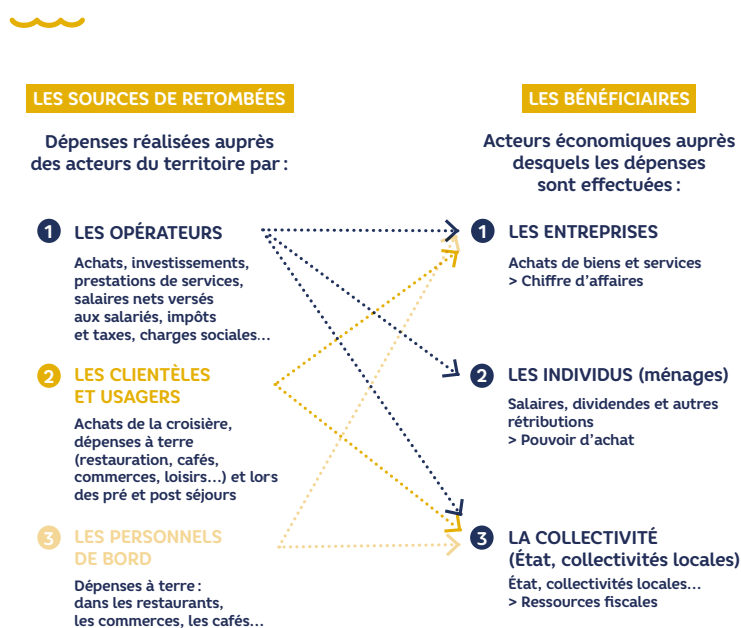 LES SOURCES DE RETOMBÉES
Dépenses réalisées auprès
des acteurs du territoire par :
1 LES OPÉRATEURS
Achats, investissements,
prestations de services,
salaires nets versés
aux salariés, impôts
et taxes, charges sociales...
2 LES CLIENTÈLES
ET USAGERS
Achats de la croisière,
dépenses à terre
(restauration, cafés,
commerces, loisirs...) et lors
des pré et post séjours
3 LES PERSONNELS
DE BORD
Dépenses à terre :
dans les restaurants,
les commerces, les cafés...
LES BÉNÉFICIAIRES
Acteurs économiques auprès
desquels les dépenses
sont effectuées :
1 LES ENTREPRISES
Achats de biens et services
> Chiffre d'affaires
2 LES INDIVIDUS (ménages)
Salaires, dividendes et autres
rétributions
> Pouvoir d'achat
3 LA COLLECTIVITÉ
(État, collectivités locales)
État, collectivités locales...
> Ressources fiscales